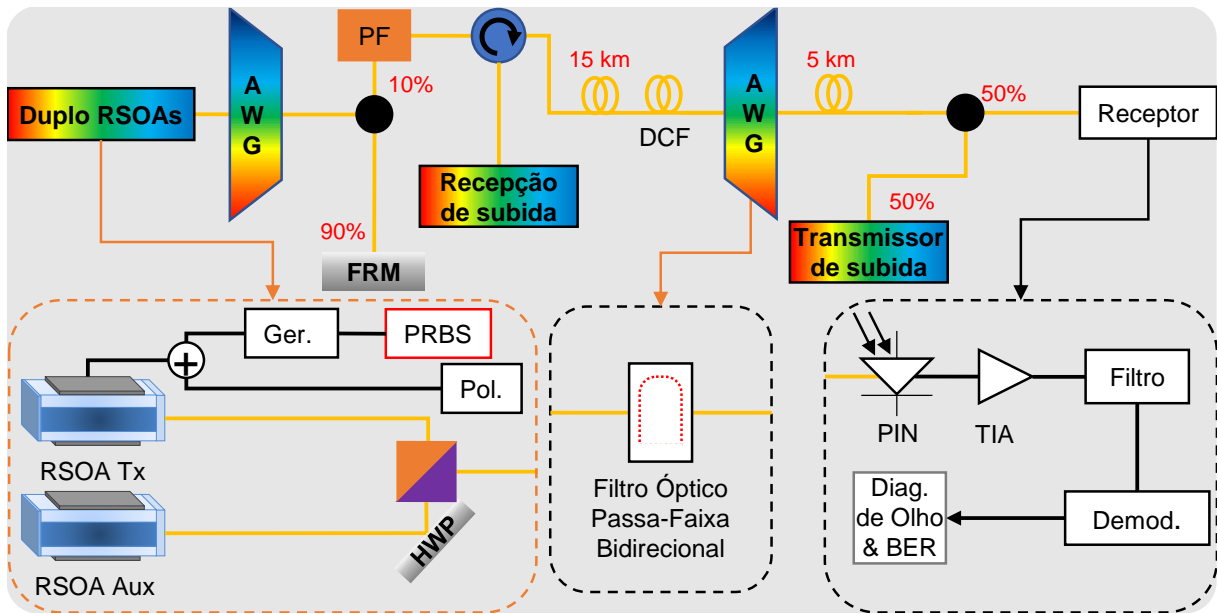 PF
15 km
5 km
A
W
G
10%
Duplo RSOAs
DCF
A
W
G
50%
Receptor
Recepção
de subida
90%
FRM
50%
Transmissor
de subida
Ger.
PRBS
Pol.
RSOA Tx
HWP
RSOA Aux
Filtro Óptico
Passa-Faixa
Bidirecional
PIN
TIA
Filtro
Diag.
de Olho
& BER
Demod.